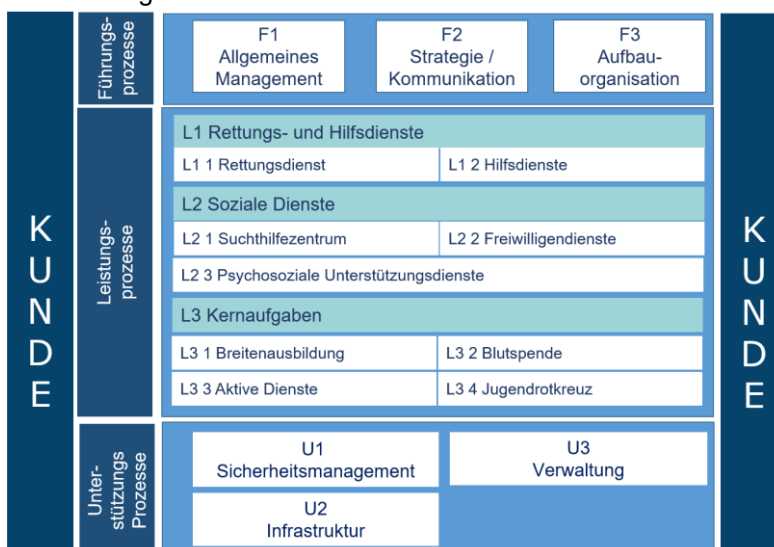 KUNDE
Führungs-
prozesse
F1
Allgemeines
Management
F2
Strategie /
Kommunikation
F3
Aufbau-
organisation
Leistungs-
prozesse
L1 Rettungs- und Hilfsdienste
L1 1 Rettungsdienst
L1 2 Hilfsdienste
L2 Soziale Dienste
L2 1 Suchthilfezentrum
L2 2 Freiwilligendienste
L2 3 Psychosoziale Unterstützungsdienste
L3 Kernaufgaben
L3 1 Breitenausbildung
L3 2 Blutspende
L3 3 Aktive Dienste
L3 4 Jugendrotkreuz
Unter-
stützungs
Prozesse
U1
Sicherheitsmanagement
U3
Verwaltung
U2
Infrastruktur
KUNDE